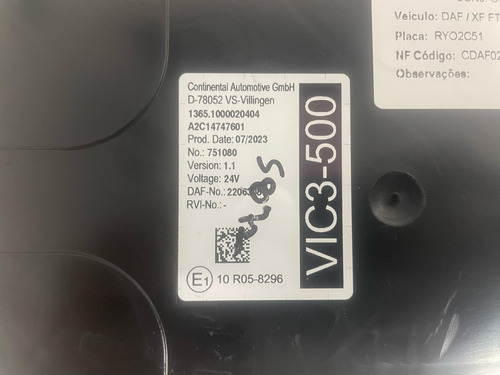 Veículo: DAF / XF FT
Placa: RYO2C51
NF Código: CDAF02
Observações:
Continental Automotive GmbH
D-78052 VS-Villingen
1365.1000020404
A2C14747601
Prod. Date: 07/2023
No.: 751080
Version: 1.1
Voltage: 24V
DAF-No.:
RVI-No.: -
E1 10 R05-8296
VIC3-500